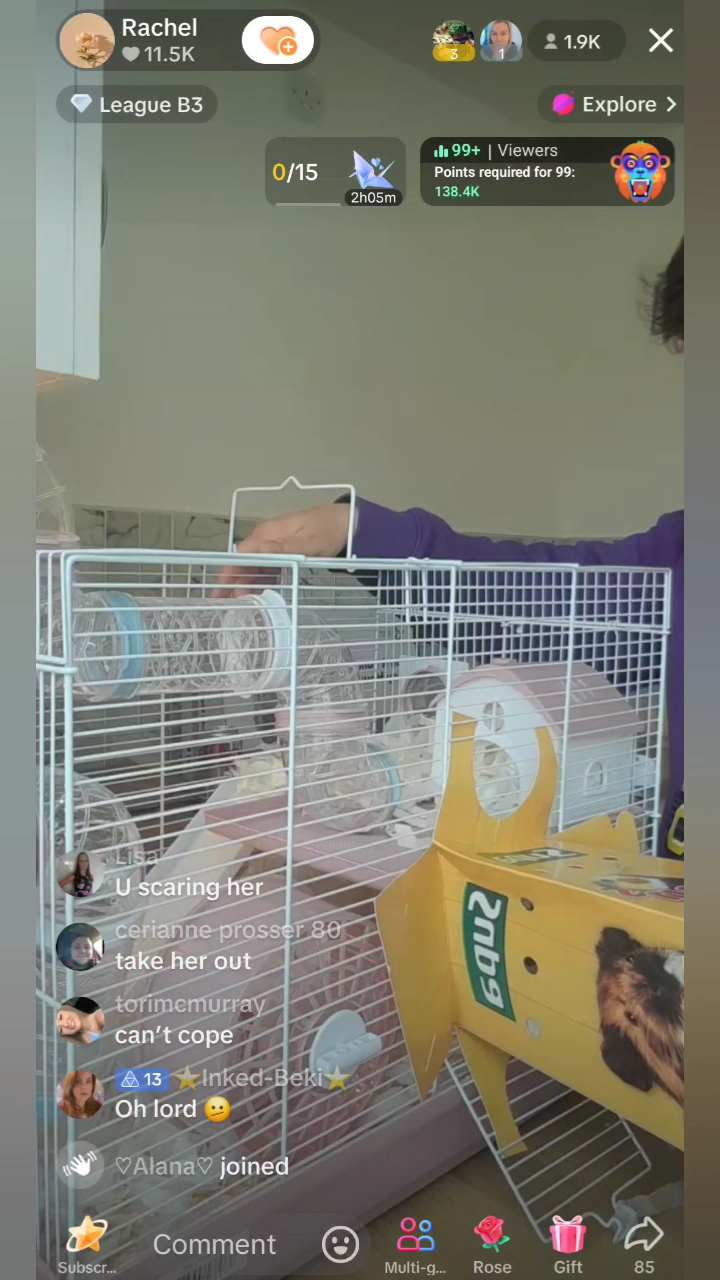 Rachel
11.5K
1.9K
3
1
League B3
Explore
0/15
2h05m
99+ | Viewers
Points required for 99:
138.4K
Lisa
U scaring her
cerianne prosser 80
take her out
torimcmurray
can't cope
13 ⭐Inked-Beki⭐
Oh lord 🫤
♡Alana♡ joined
Comment
Subscr...
Multi-g...
Rose
Gift
85